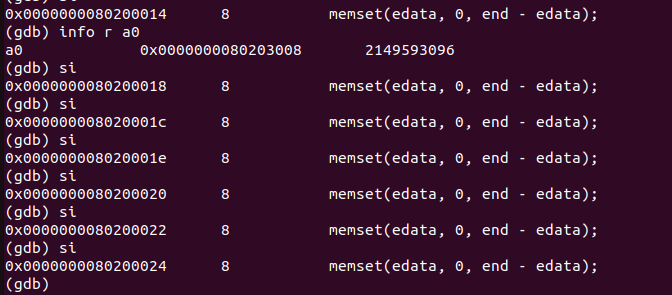 0x0000000080200014 8 memset(edata, 0, end - edata);
(gdb) info r a0
a0 0x0000000080203008 2149593096
(gdb) si
0x0000000080200018 8 memset(edata, 0, end - edata);
(gdb) si
0x000000008020001c 8 memset(edata, 0, end - edata);
(gdb) si
0x000000008020001e 8 memset(edata, 0, end - edata);
(gdb) si
0x0000000080200020 8 memset(edata, 0, end - edata);
(gdb) si
0x0000000080200022 8 memset(edata, 0, end - edata);
(gdb) si
0x0000000080200024 8 memset(edata, 0, end - edata);
(gdb)